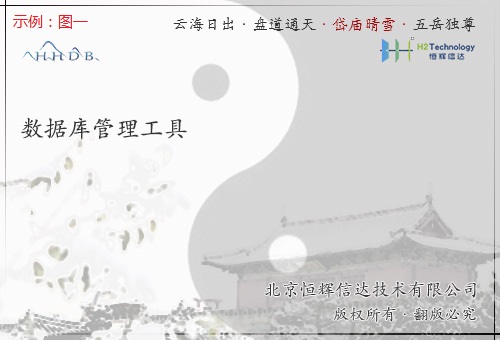 示例：图一
云海日出 · 盘道通天 · 岱庙晴雪 · 五岳独尊
HHDB
H2Technology
恒辉信达
数据库管理工具
北京恒辉信达技术有限公司
版权所有 · 翻版必究